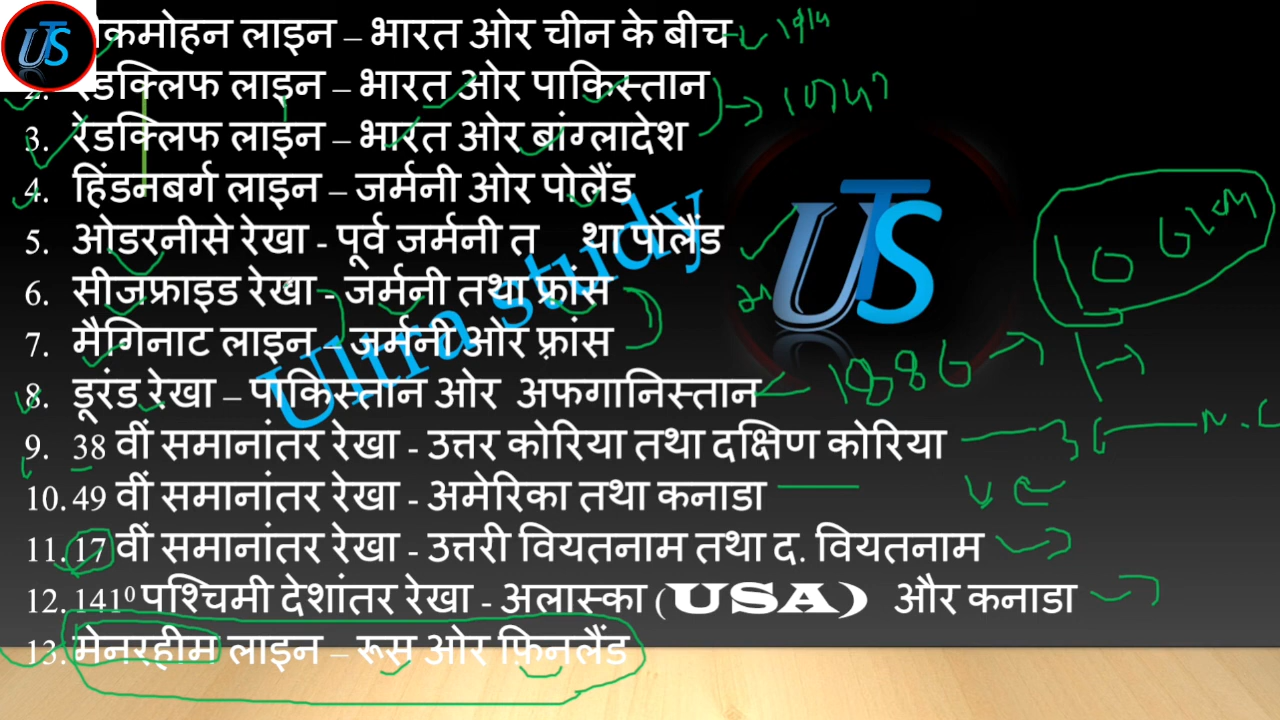 UTS
कमोहन लाइन – भारत ओर चीन के बीच 1914
2. रेडक्लिफ लाइन – भारत ओर पाकिस्तान
3. रेडक्लिफ लाइन – भारत ओर बांग्लादेश
4. हिंडमबर्ग लाइन – जर्मनी ओर पोलैंड
5. ओडरनीसे रेखा - पूर्व जर्मनी त था पोलैंड
6. सीजफ्राइड रेखा - जर्मनी तथा फ्रांस
7. मैगिनाट लाइन – जर्मनी ओर फ़्रांस
8. डूरंड रेखा – पाकिस्तान ओर अफगानिस्तान
9. 38 वीं समानांतर रेखा - उत्तर कोरिया तथा दक्षिण कोरिया
10. 49 वीं समानांतर रेखा - अमेरिका तथा कनाडा
11. 17 वीं समानांतर रेखा - उत्तरी वियतनाम तथा द. वियतनाम
12. 141⁰ पश्चिमी देशांतर रेखा - अलास्का (USA) और कनाडा
13. मेनरहीम लाइन – रूस ओर फ़िनलैंड
Ultra study
UTS